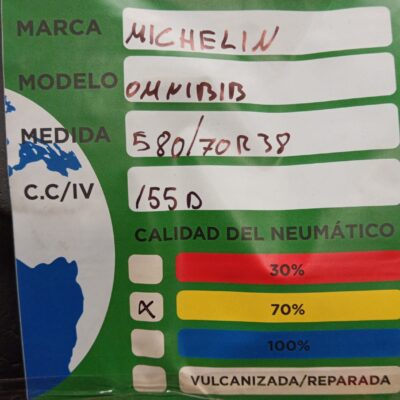 MARCA MICHELIN
MODELO OMNIBIB
MEDIDA 580/70R38
C.C/IV 155D
CALIDAD DEL NEUMÁTICO
30%
X 70%
100%
VULCANIZADA/REPARADA